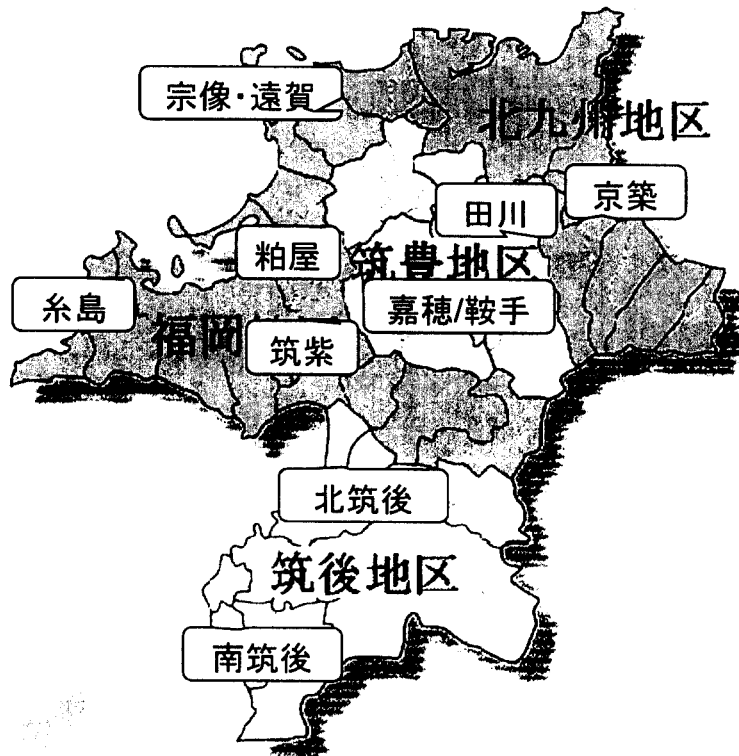 宗像・遠賀
北九州地区
京築
田川
粕屋
筑豊地区
糸島
嘉穂/鞍手
福岡
筑紫
北筑後
筑後地区
南筑後